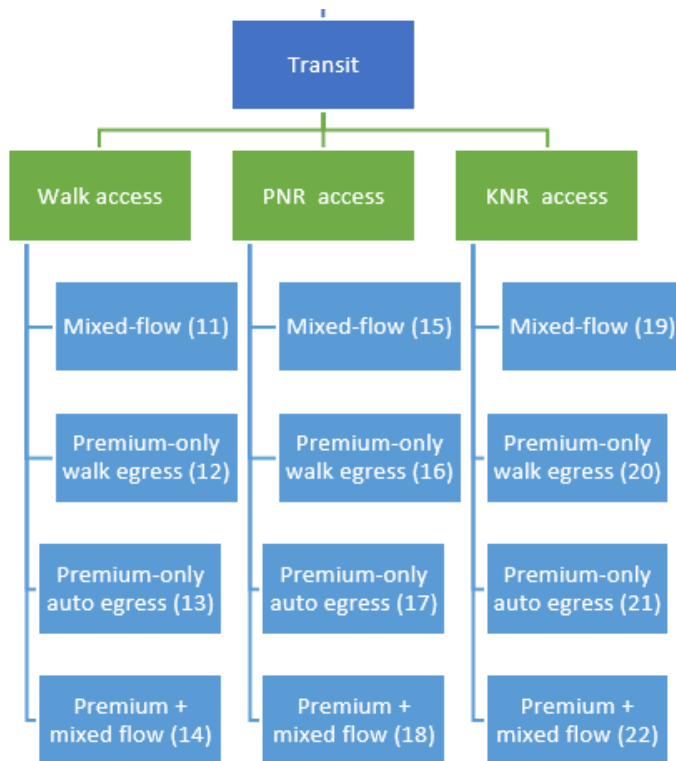 Transit
Walk access
PNR access
KNR access
Mixed-flow (11)
Mixed-flow (15)
Mixed-flow (19)
Premium-only
walk egress (12)
Premium-only
walk egress (16)
Premium-only
walk egress (20)
Premium-only
auto egress (13)
Premium-only
auto egress (17)
Premium-only
auto egress (21)
Premium +
mixed flow (14)
Premium +
mixed flow (18)
Premium +
mixed flow (22)